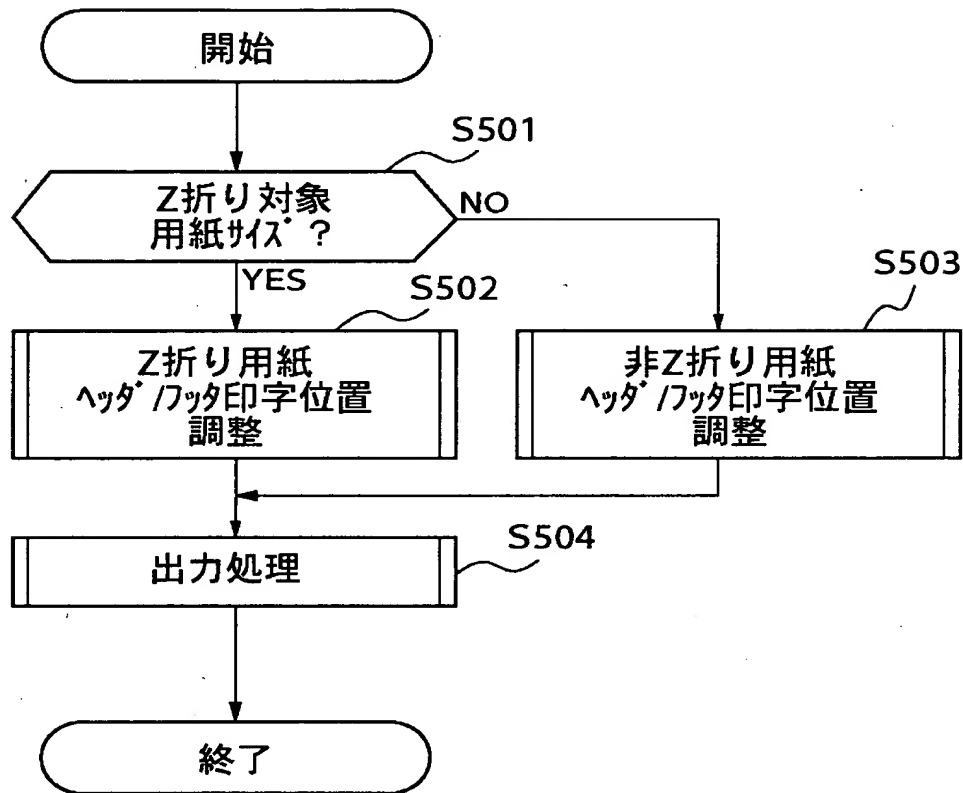 開始
S501
Z折り対象
用紙ｻｲｽﾞ?
NO
YES
S502
S503
Z折り用紙
ﾍｯﾀﾞ/ﾌｯﾀ印字位置
調整
非Z折り用紙
ﾍｯﾀﾞ/ﾌｯﾀ印字位置
調整
S504
出力処理
終了